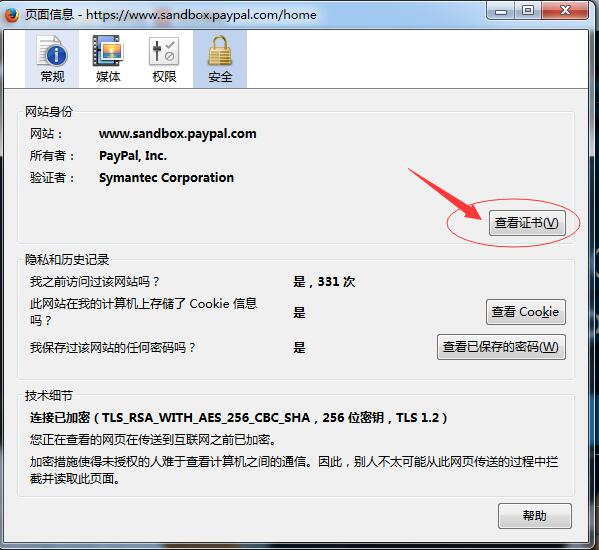 页面信息 - https://www.sandbox.paypal.com/home
常规 媒体 权限 安全
网站身份
网站： www.sandbox.paypal.com
所有者： PayPal, Inc.
验证者： Symantec Corporation
查看证书(V)
隐私和历史记录
我之前访问过该网站吗？ 是，331 次
此网站在我的计算机上存储了 Cookie 信息
吗？ 是 查看 Cookie
我保存过该网站的任何密码吗？ 是 查看已保存的密码(W)
技术细节
连接已加密（TLS_RSA_WITH_AES_256_CBC_SHA，256 位密钥，TLS 1.2）
您正在查看的网页在传送到互联网之前已加密。
加密措施使得未授权的人难于查看计算机之间的通信。因此，别人不太可能从此网页传送的过程中拦
截并读取此页面。
帮助